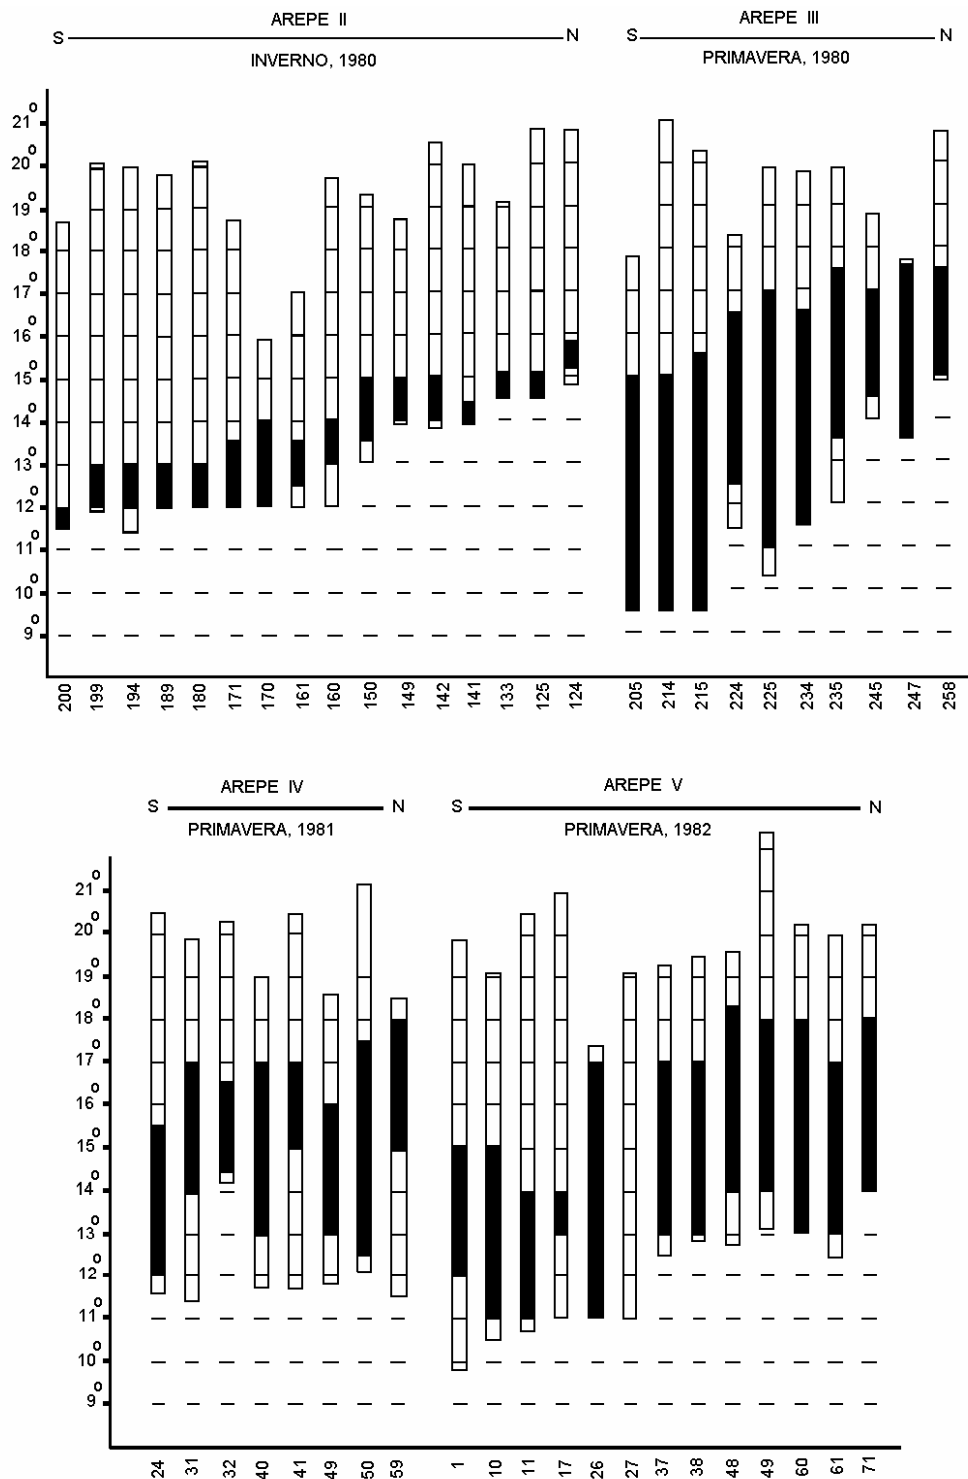 AREPE II
S N
INVERNO, 1980
AREPE III
S N
PRIMAVERA, 1980
21°
20°
19°
18°
17°
16°
15°
14°
13°
12°
11°
10°
9°
200 199 194 189 180 171 170 161 160 150 149 142 141 133 125 124
205 214 215 224 225 234 235 245 247 258
AREPE IV
S N
PRIMAVERA, 1981
AREPE V
S N
PRIMAVERA, 1982
21°
20°
19°
18°
17°
16°
15°
14°
13°
12°
11°
10°
9°
24 31 32 40 41 49 50 59
1 10 11 17 26 27 37 38 48 49 60 61 71